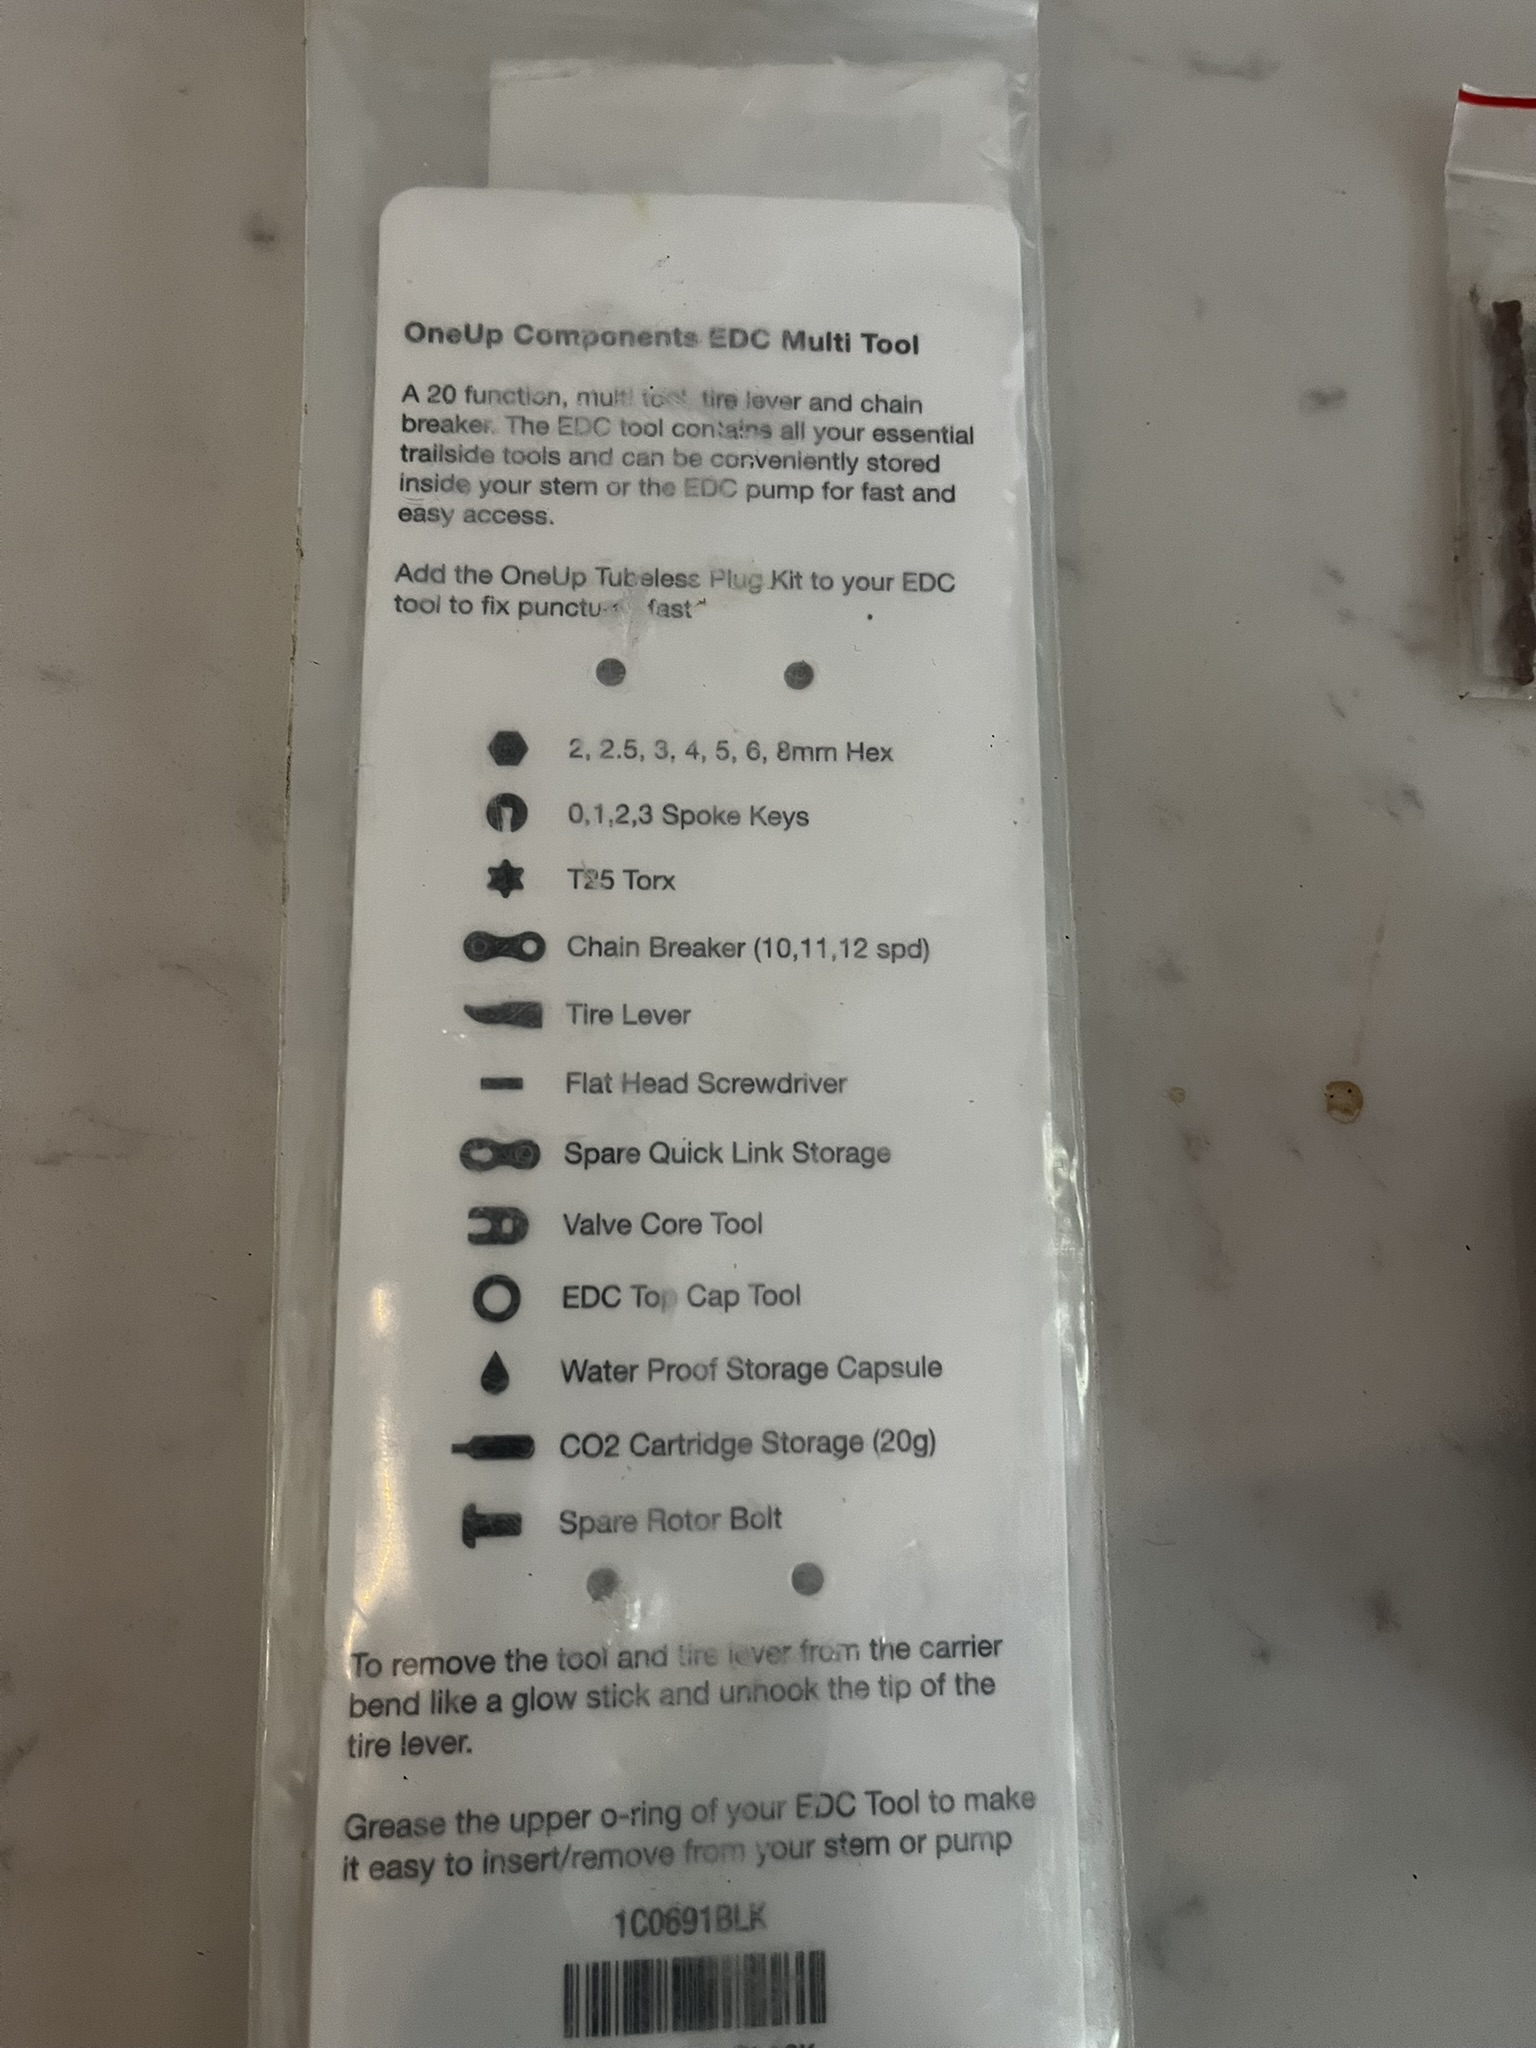 OneUp Components EDC Multi Tool
A 20 function, multi tool, tire lever and chain
breaker. The EDC tool contains all your essential
trailside tools and can be conveniently stored
inside your stem or the EDC pump for fast and
easy access.
Add the OneUp Tubeless Plug Kit to your EDC
tool to fix fast
2, 2.5, 3, 4, 5, 6, 8mm Hex
0,1,2,3 Spoke Keys
T25 Torx
Chain Breaker (10,11,12 spd)
Tire Lever
Flat Head Screwdriver
Spare Quick Link Storage
Valve Core Tool
EDC Top Cap Tool
Water Proof Storage Capsule
CO2 Cartridge Storage (20g)
Spare Rotor Bolt
To remove the tool and tire lever from the carrier
bend like a glow stick and unhook the tip of the
tire lever.
Grease the upper o-ring of your EDC Tool to make
it easy to insert/remove from your stem or pump
1C0691BLK